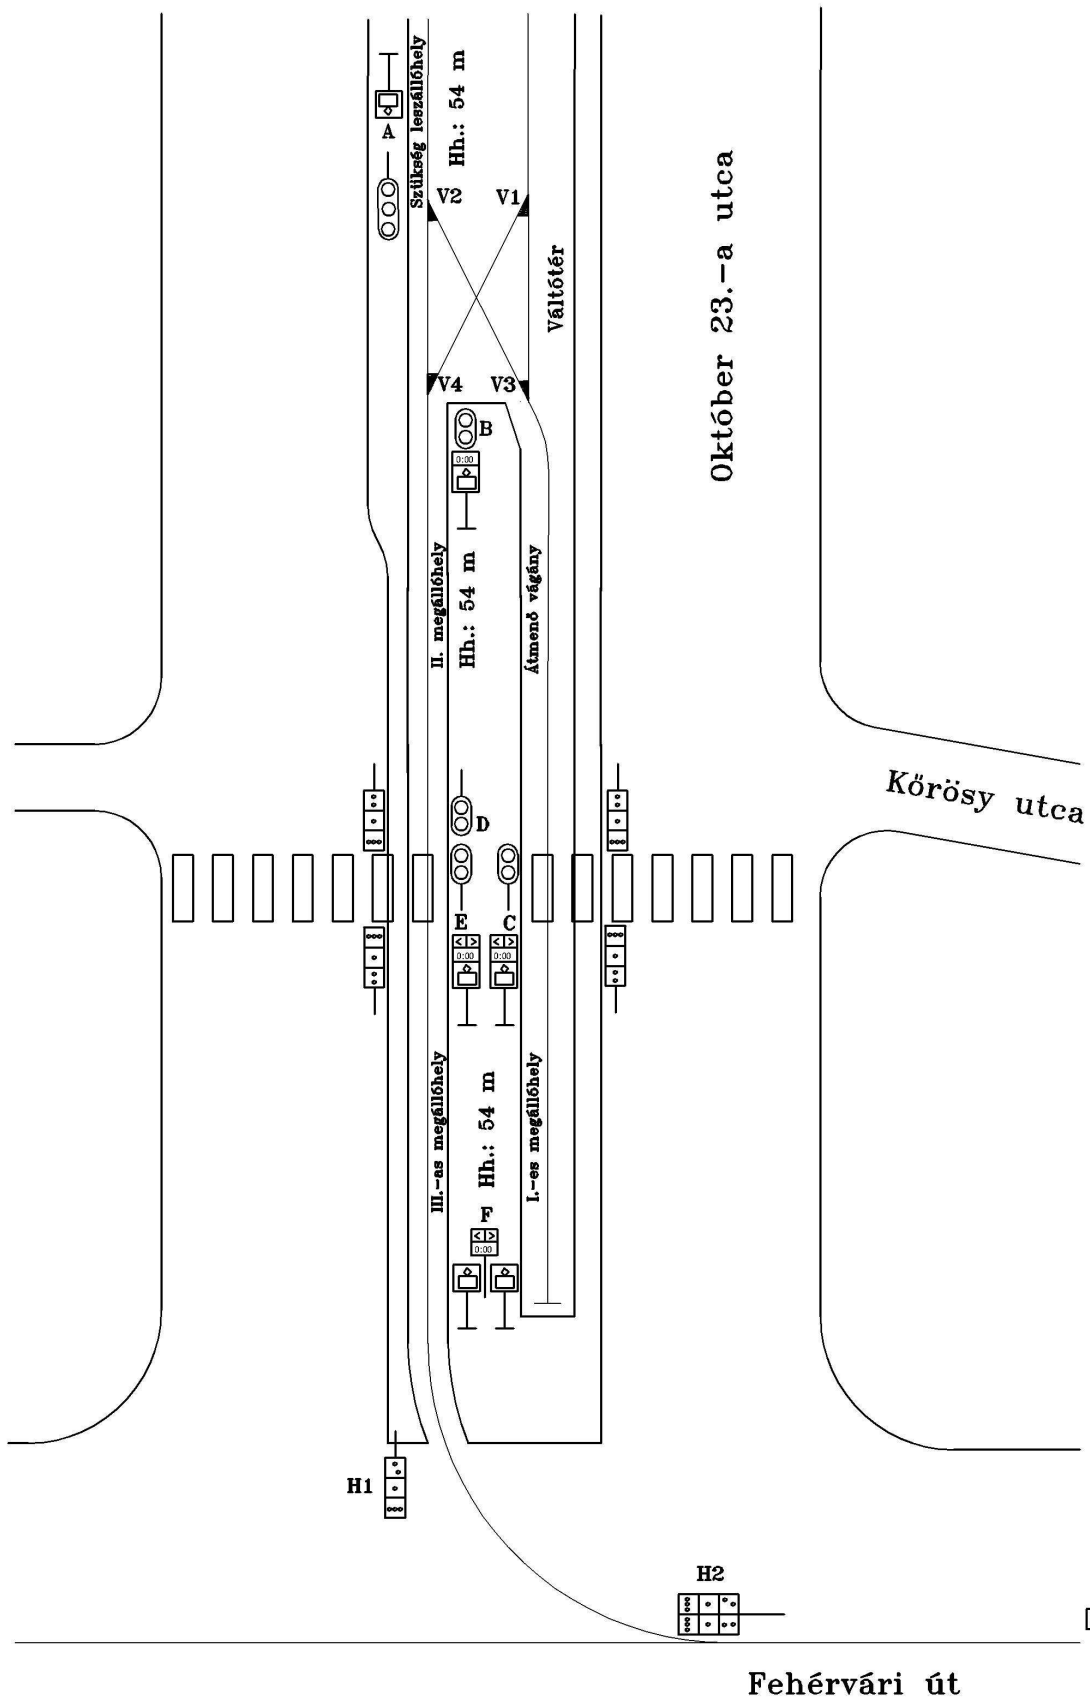 Szükség leszállóhely
Hh.: 54 m
A
V2
V1
Váltótér
Október 23.-a utca
V4
V3
B
0:00
II. megállóhely
Hh.: 54 m
Átmenő vágány
Kőrösy utca
D
E
C
< >
0:00
< >
0:00
III.-as megállóhely
Hh.: 54 m
I.-es megállóhely
F
< >
0:00
H1
H2
Fehérvári út